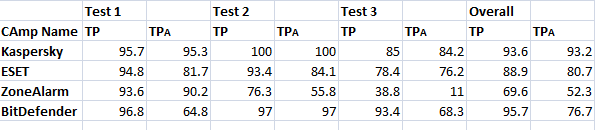 Test 1 Test 2 Test 3 Overall
CAmp Name TP TPA TP TPA TP TPA TP TPA
Kaspersky 95.7 95.3 100 100 85 84.2 93.6 93.2
ESET 94.8 81.7 93.4 84.1 78.4 76.2 88.9 80.7
ZoneAlarm 93.6 90.2 76.3 55.8 38.8 11 69.6 52.3
BitDefender 96.8 64.8 97 97 93.4 68.3 95.7 76.7